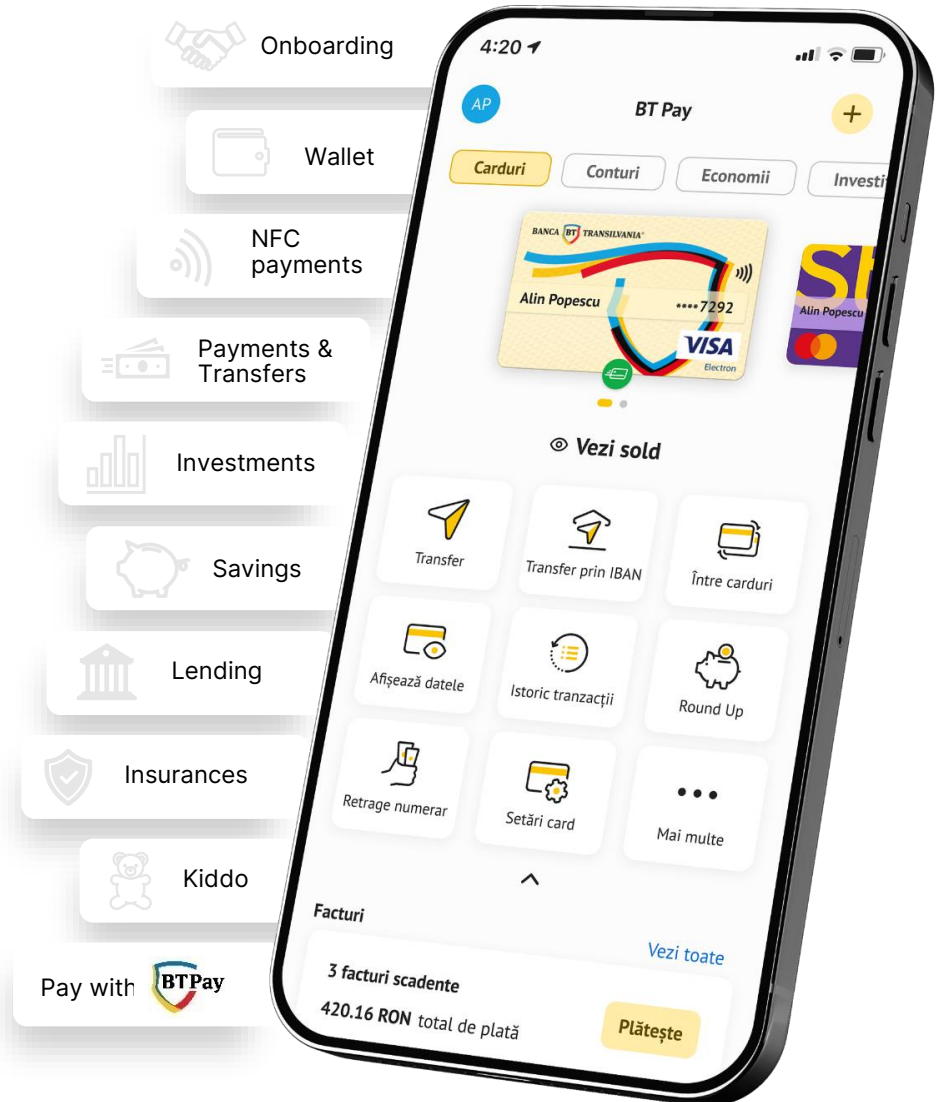 Onboarding
Wallet
NFC
payments
Payments &
Transfers
Investments
Savings
Lending
Insurances
Kiddo
Pay with BTPay
4:20
AP
BT Pay
+
Carduri
Conturi
Economii
Investi
BANCA BT TRANSILVANIA
Alin Popescu
****7292
VISA
Electron
Alin Popescu
Vezi sold
Transfer
Transfer prin IBAN
Între carduri
Afișează datele
Istoric tranzacții
Round Up
Retrage numerar
Setări card
Mai multe
Facturi
Vezi toate
3 facturi scadente
420.16 RON total de plată
Plătește